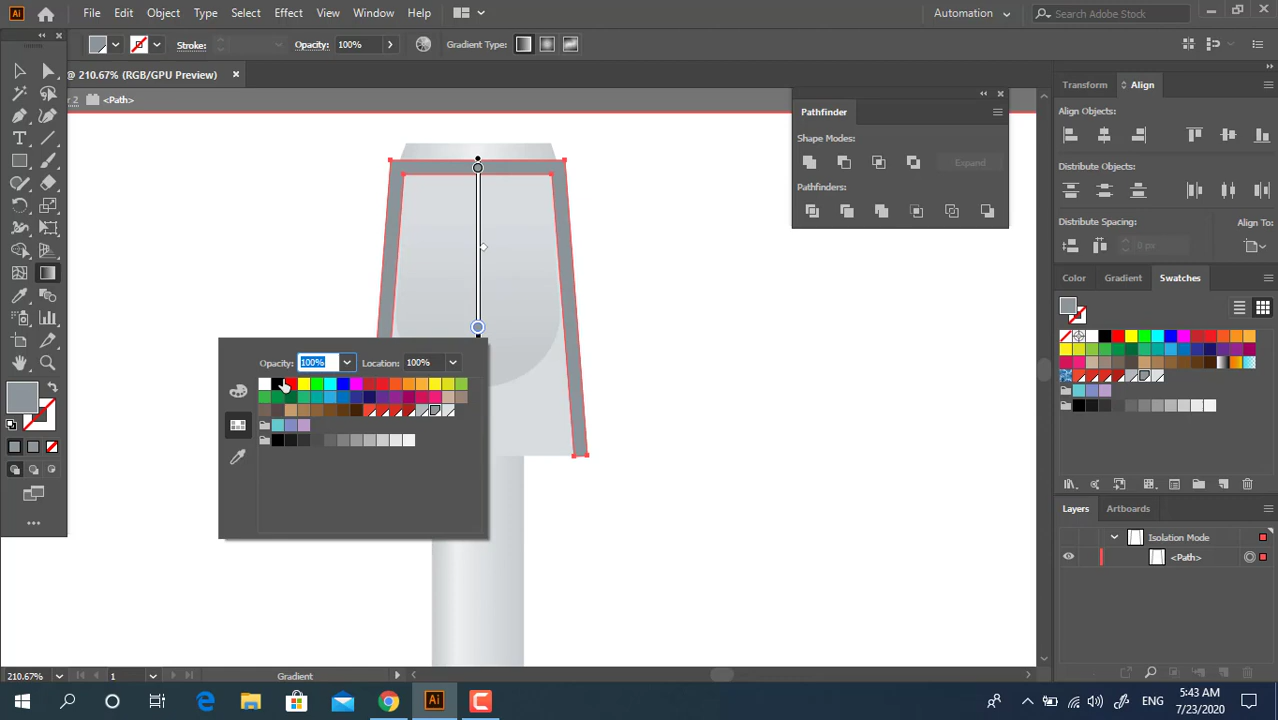 Ai
File Edit Object Type Select Effect View Window Help
Automation
Search Adobe Stock
Stroke:
Opacity: 100%
Gradient Type:
@ 210.67% (RGB/GPU Preview) ×
2 <Path>
Pathfinder
Shape Modes:
Expand
Pathfinders:
Transform Align
Align Objects:
Distribute Objects:
Distribute Spacing: Align To:
0 px
Color Gradient Swatches
Opacity: 100% Location: 100%
Layers Artboards
Isolation Mode
<Path>
210.67% 1 Gradient
Ai
ENG
5:43 AM
7/23/2020